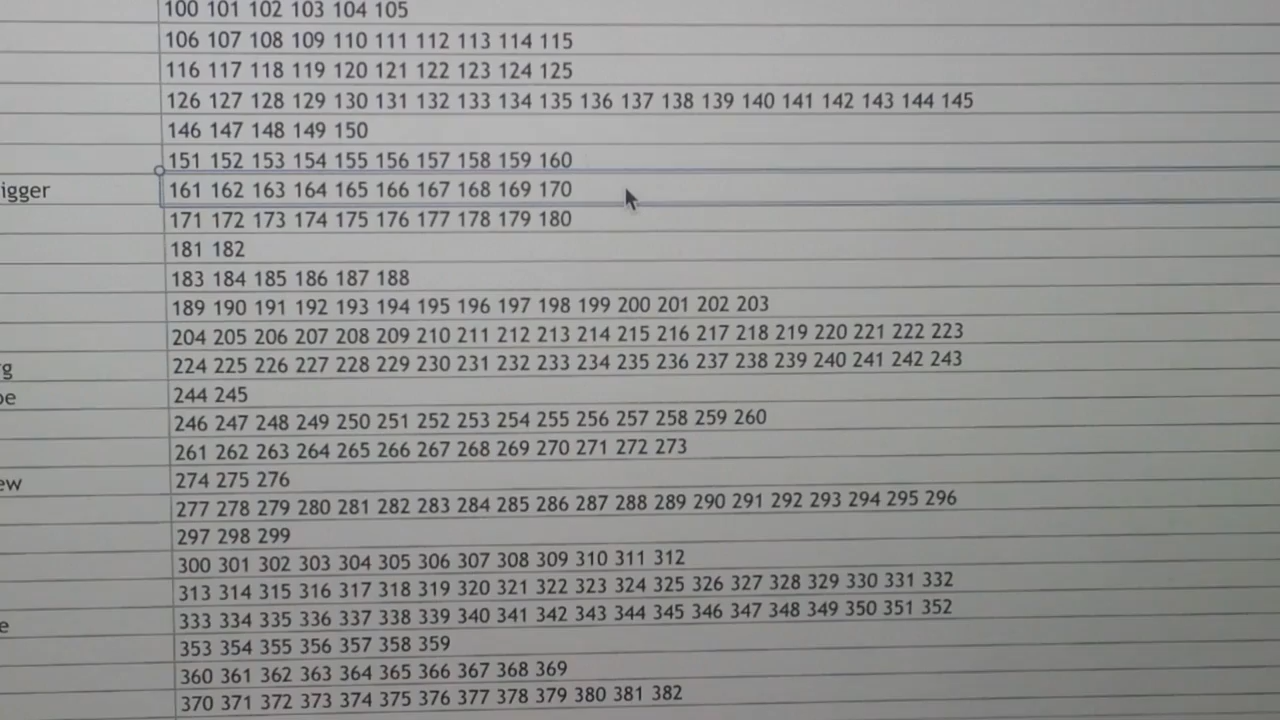 100 101 102 103 104 105
106 107 108 109 110 111 112 113 114 115
116 117 118 119 120 121 122 123 124 125
126 127 128 129 130 131 132 133 134 135 136 137 138 139 140 141 142 143 144 145
146 147 148 149 150
151 152 153 154 155 156 157 158 159 160
igger 161 162 163 164 165 166 167 168 169 170
171 172 173 174 175 176 177 178 179 180
181 182
183 184 185 186 187 188
189 190 191 192 193 194 195 196 197 198 199 200 201 202 203
204 205 206 207 208 209 210 211 212 213 214 215 216 217 218 219 220 221 222 223
g 224 225 226 227 228 229 230 231 232 233 234 235 236 237 238 239 240 241 242 243
pe 244 245
246 247 248 249 250 251 252 253 254 255 256 257 258 259 260
261 262 263 264 265 266 267 268 269 270 271 272 273
ew 274 275 276
277 278 279 280 281 282 283 284 285 286 287 288 289 290 291 292 293 294 295 296
297 298 299
300 301 302 303 304 305 306 307 308 309 310 311 312
313 314 315 316 317 318 319 320 321 322 323 324 325 326 327 328 329 330 331 332
e 333 334 335 336 337 338 339 340 341 342 343 344 345 346 347 348 349 350 351 352
353 354 355 356 357 358 359
360 361 362 363 364 365 366 367 368 369
370 371 372 373 374 375 376 377 378 379 380 381 382